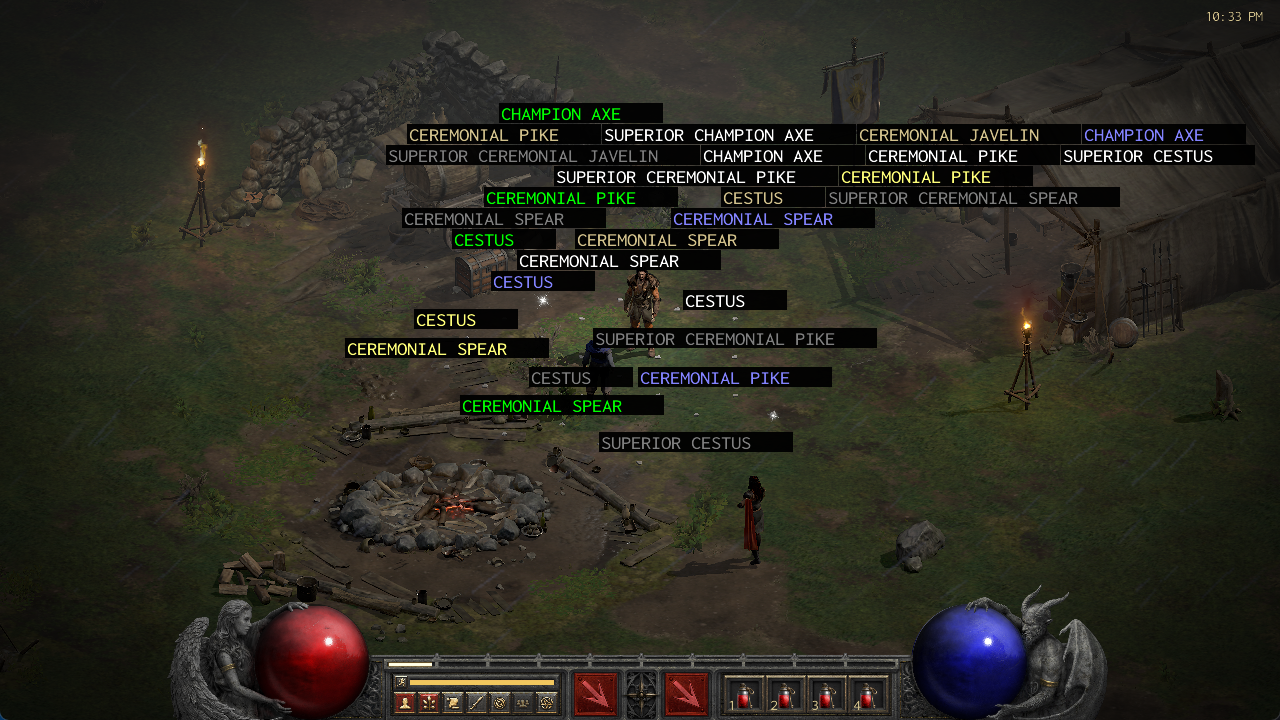 10:33 PM
CHAMPION AXE
CEREMONIAL PIKE SUPERIOR CHAMPION AXE CEREMONIAL JAVELIN CHAMPION AXE
SUPERIOR CEREMONIAL JAVELIN CHAMPION AXE CEREMONIAL PIKE SUPERIOR CESTUS
SUPERIOR CEREMONIAL PIKE CEREMONIAL PIKE
CEREMONIAL PIKE CESTUS SUPERIOR CEREMONIAL SPEAR
CEREMONIAL SPEAR CEREMONIAL SPEAR
CESTUS CEREMONIAL SPEAR
CEREMONIAL SPEAR
CESTUS
CESTUS
CESTUS
SUPERIOR CEREMONIAL PIKE
CEREMONIAL SPEAR
CESTUS CEREMONIAL PIKE
CEREMONIAL SPEAR
SUPERIOR CESTUS
1 2 3 4